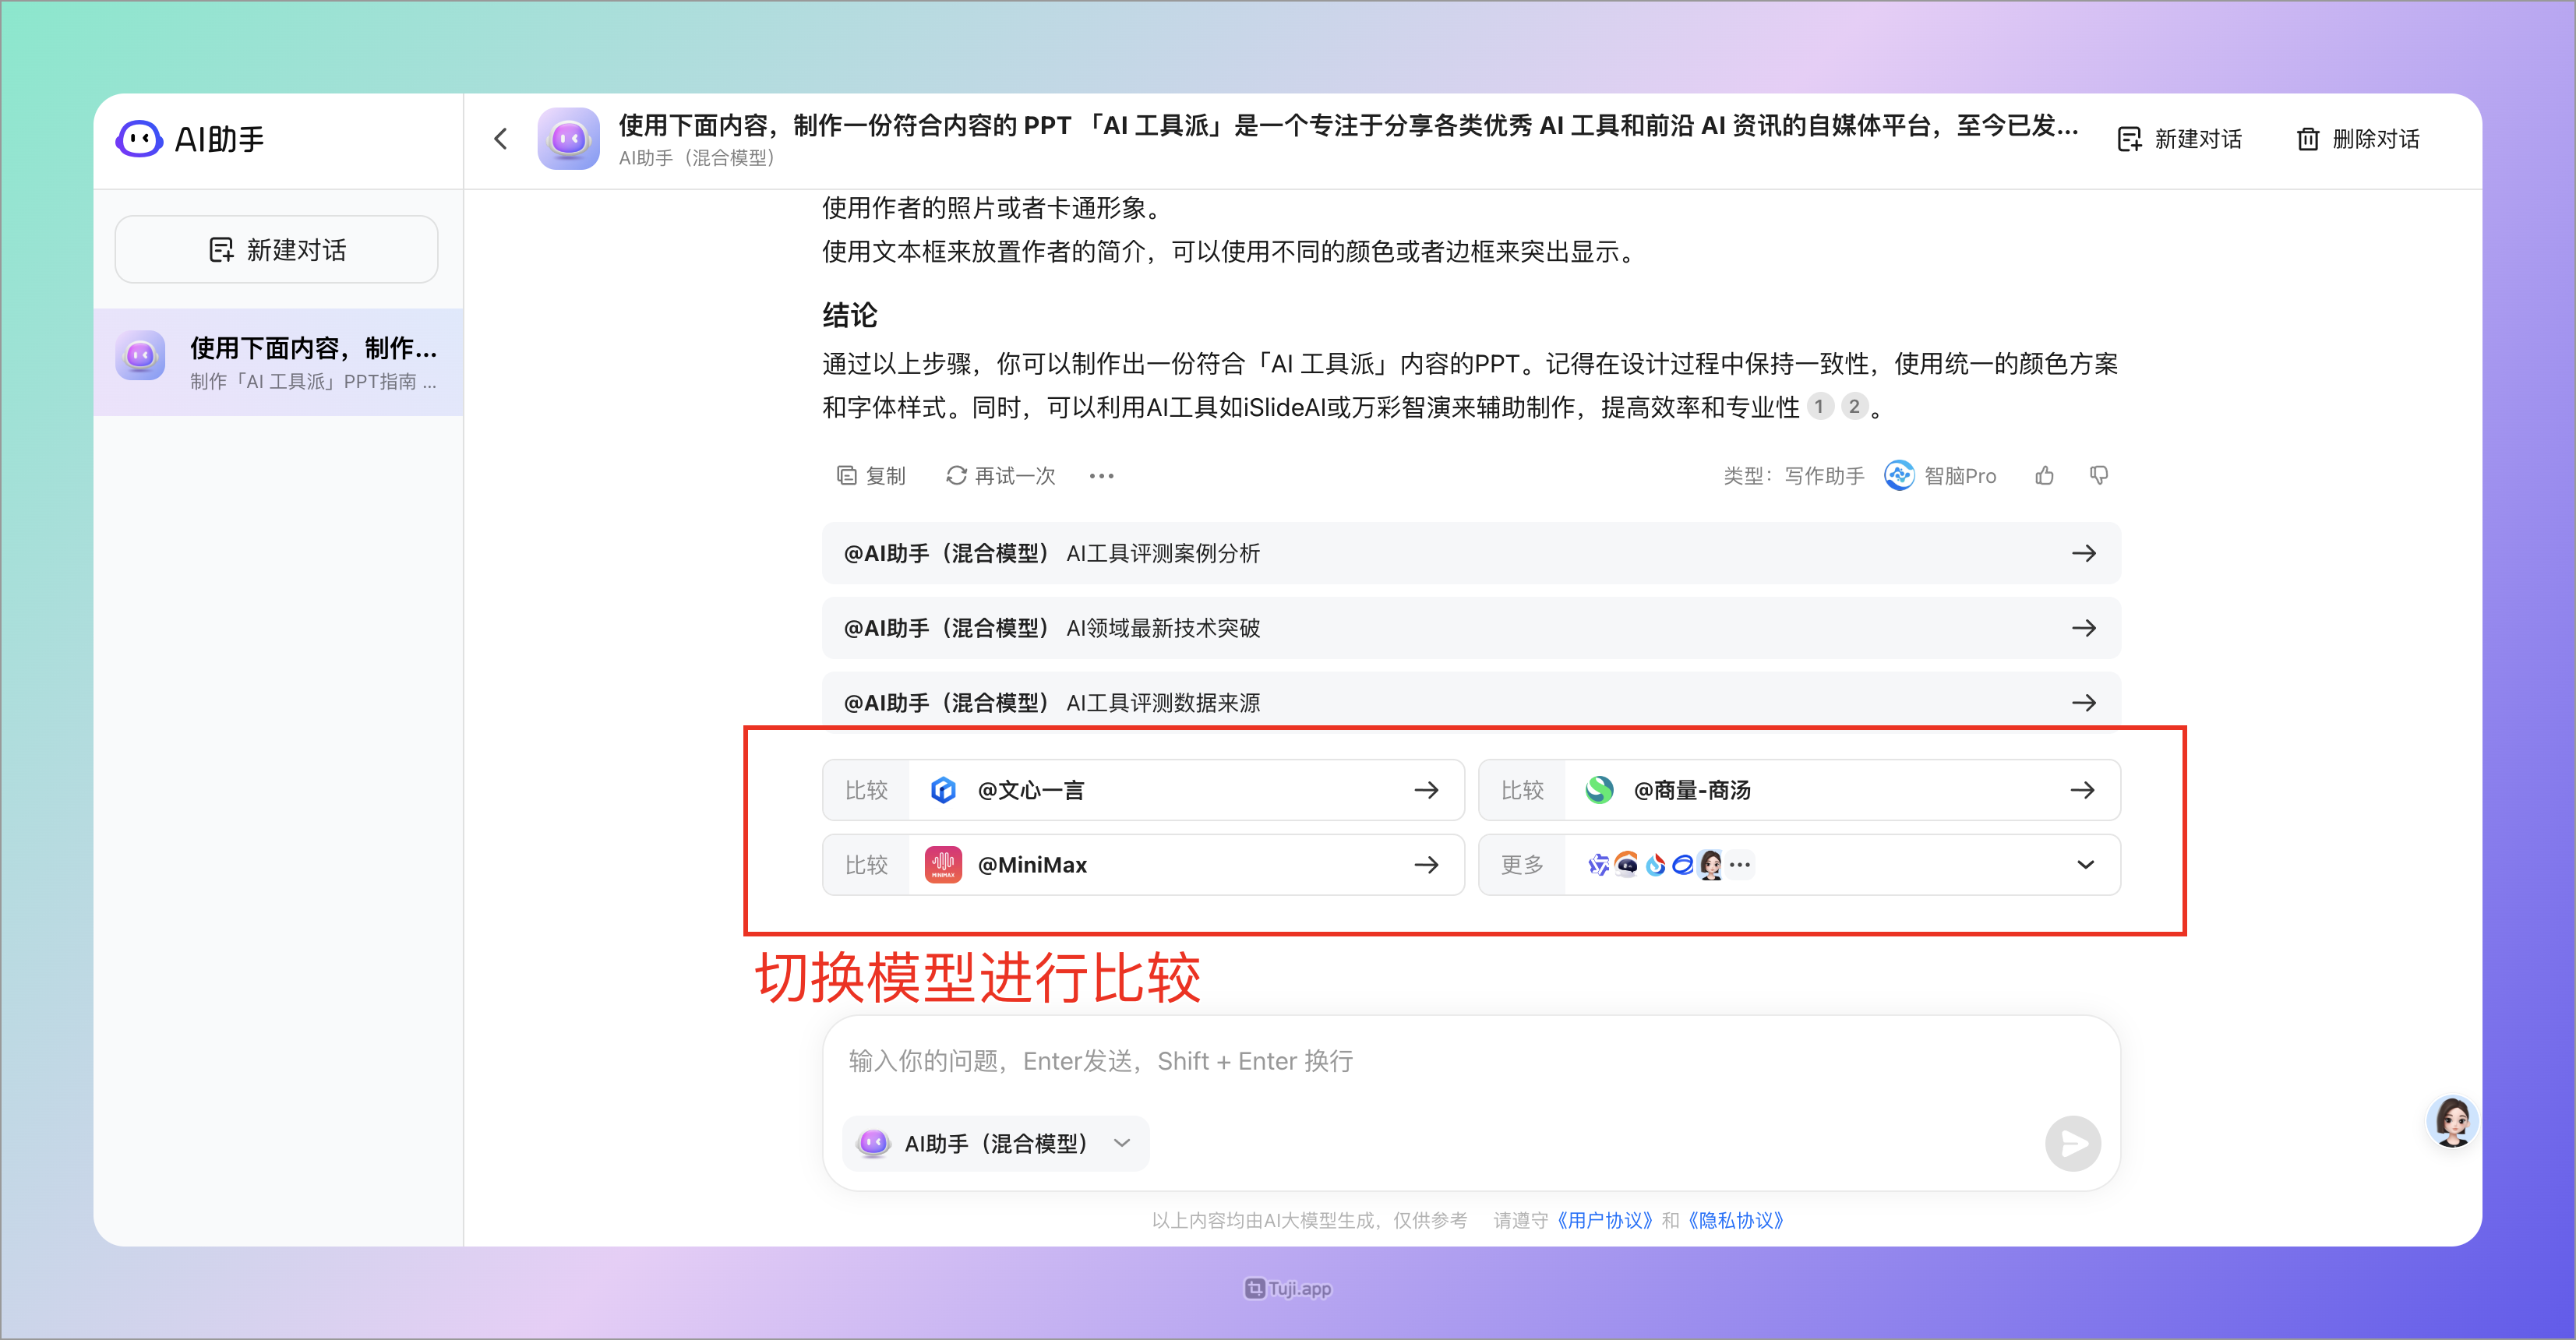 AI助手
新建对话
使用下面内容，制作...
制作「AI 工具派」PPT指南 ...
使用下面内容，制作一份符合内容的 PPT 「AI 工具派」是一个专注于分享各类优秀 AI 工具和前沿 AI 资讯的自媒体平台，至今已发...
AI助手（混合模型）
新建对话
删除对话
使用作者的照片或者卡通形象。
使用文本框来放置作者的简介，可以使用不同的颜色或者边框来突出显示。
结论
通过以上步骤，你可以制作出一份符合「AI 工具派」内容的PPT。记得在设计过程中保持一致性，使用统一的颜色方案
和字体样式。同时，可以利用AI工具如iSlideAI或万彩智演来辅助制作，提高效率和专业性 1 2 。
复制
再试一次
类型：写作助手
智脑Pro
@AI助手（混合模型） AI工具评测案例分析
@AI助手（混合模型） AI领域最新技术突破
@AI助手（混合模型） AI工具评测数据来源
比较 @文心一言
比较 @商量-商汤
比较 MINIMAX @MiniMax
更多
切换模型进行比较
输入你的问题，Enter发送，Shift + Enter 换行
AI助手（混合模型）
以上内容均由AI大模型生成，仅供参考 请遵守《用户协议》和《隐私协议》
Tuji.app